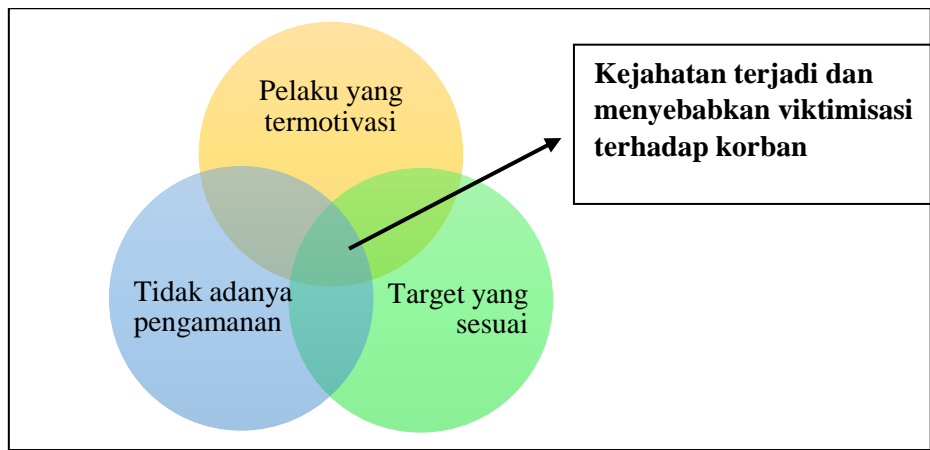 Pelaku yang
termotivasi
Kejahatan terjadi dan
menyebabkan viktimisasi
terhadap korban
Tidak adanya
pengamanan
Target yang
sesuai